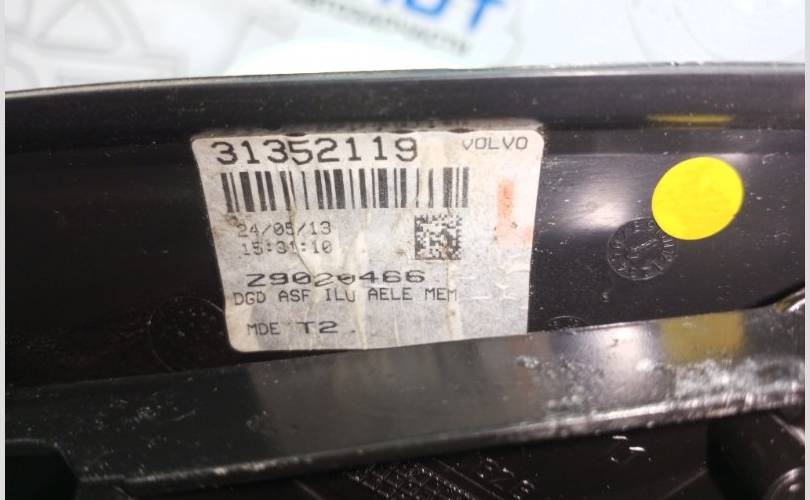 31352119 VOLVO
24/05/13
15:31:10
Z9020466
DGD ASF ILU AELE MEM
MDE T2